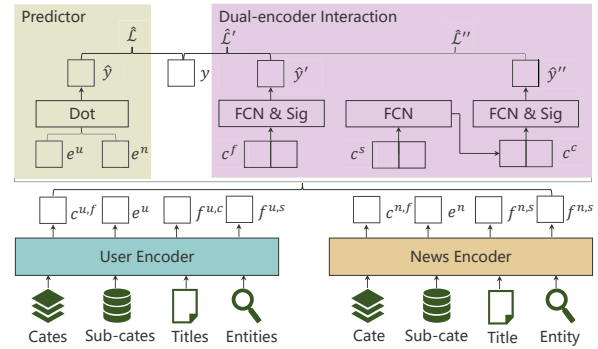 Predictor Dual-encoder Interaction
ℒ̂ ℒ̂′ ℒ̂″
ŷ y ŷ′ ŷ″
Dot FCN & Sig FCN FCN & Sig
e^u e^n c^f c^s c^c
c^{u,f} e^u f^{u,c} f^{u,s} c^{n,f} e^n f^{n,s} f^{n,s}
User Encoder News Encoder
Cates Sub-cates Titles Entities Cate Sub-cate Title Entity